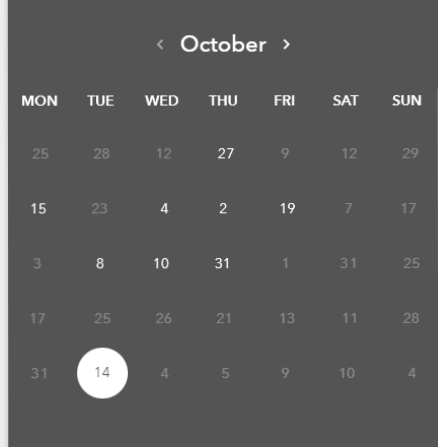 ‹ October ›
MON TUE WED THU FRI SAT SUN
25 28 12 27 9 12 29
15 23 4 2 19 7 17
3 8 10 31 1 31 25
17 25 26 21 13 11 28
31 14 4 5 9 10 4